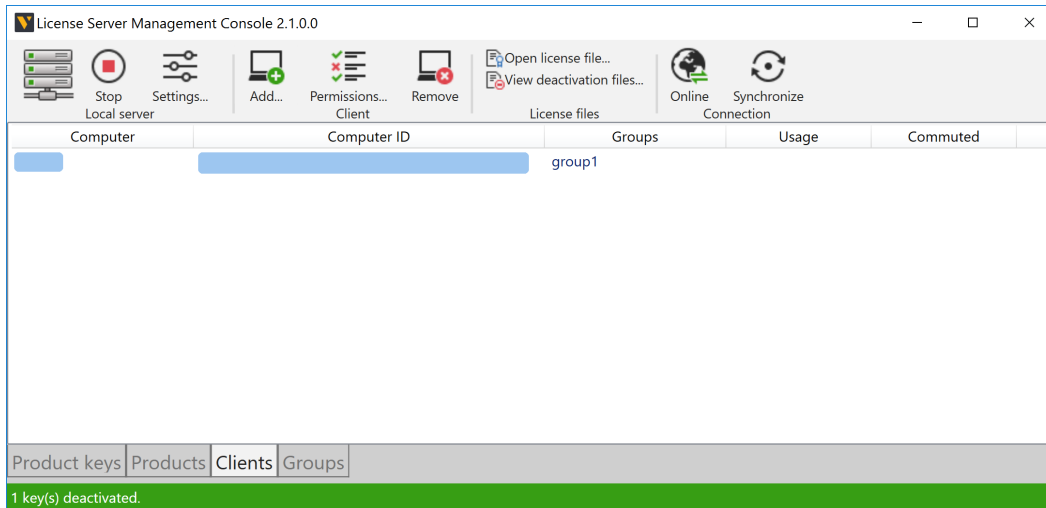 License Server Management Console 2.1.0.0
Stop Settings... Add... Permissions... Remove Open license file... View deactivation files... Online Synchronize
Local server Client License files Connection
Computer Computer ID Groups Usage Commuted
group1
Product keys Products Clients Groups
1 key(s) deactivated.